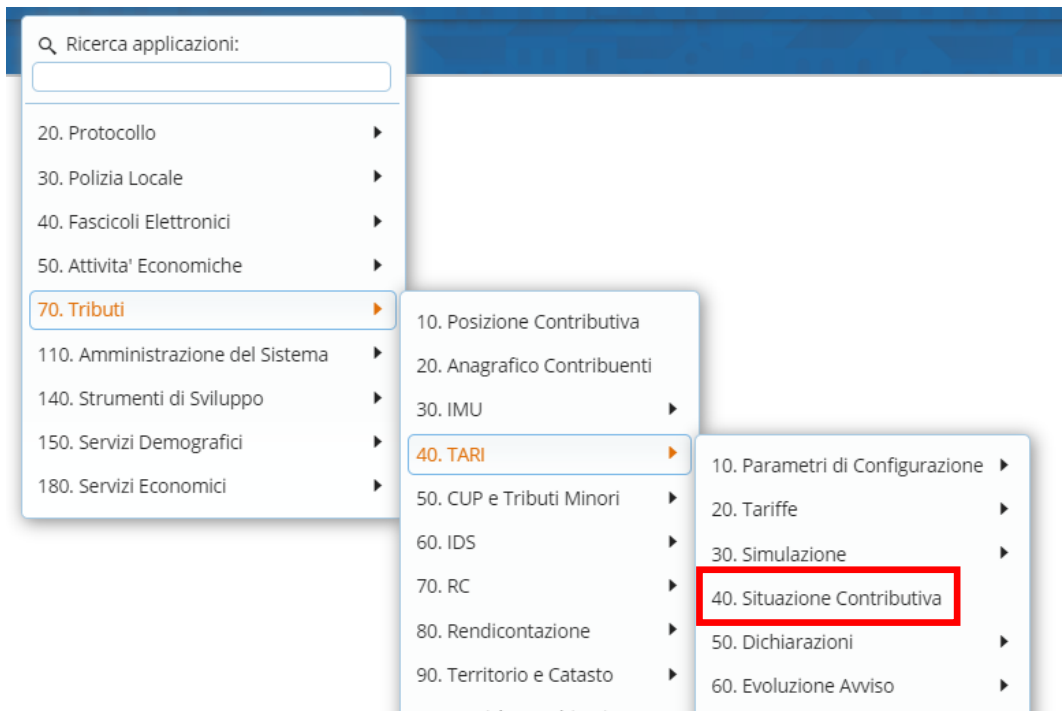 Ricerca applicazioni:
20. Protocollo
30. Polizia Locale
40. Fascicoli Elettronici
50. Attivita' Economiche
70. Tributi
110. Amministrazione del Sistema
140. Strumenti di Sviluppo
150. Servizi Demografici
180. Servizi Economici
10. Posizione Contributiva
20. Anagrafico Contribuenti
30. IMU
40. TARI
50. CUP e Tributi Minori
60. IDS
70. RC
80. Rendicontazione
90. Territorio e Catasto
10. Parametri di Configurazione
20. Tariffe
30. Simulazione
40. Situazione Contributiva
50. Dichiarazioni
60. Evoluzione Avviso